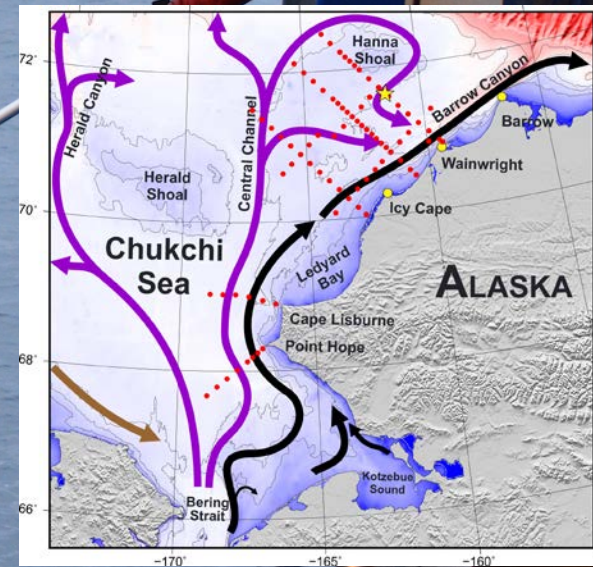 72°
Hanna
Shoal
Herald Canyon
Central Channel
Barrow Canyon
Barrow
Wainwright
Herald
Shoal
70°
Icy Cape
Chukchi
Sea
Ledyard
Bay
ALASKA
Cape Lisburne
Point Hope
68°
Kotzebue
Sound
Bering
Strait
66°
-170°
-165°
-160°